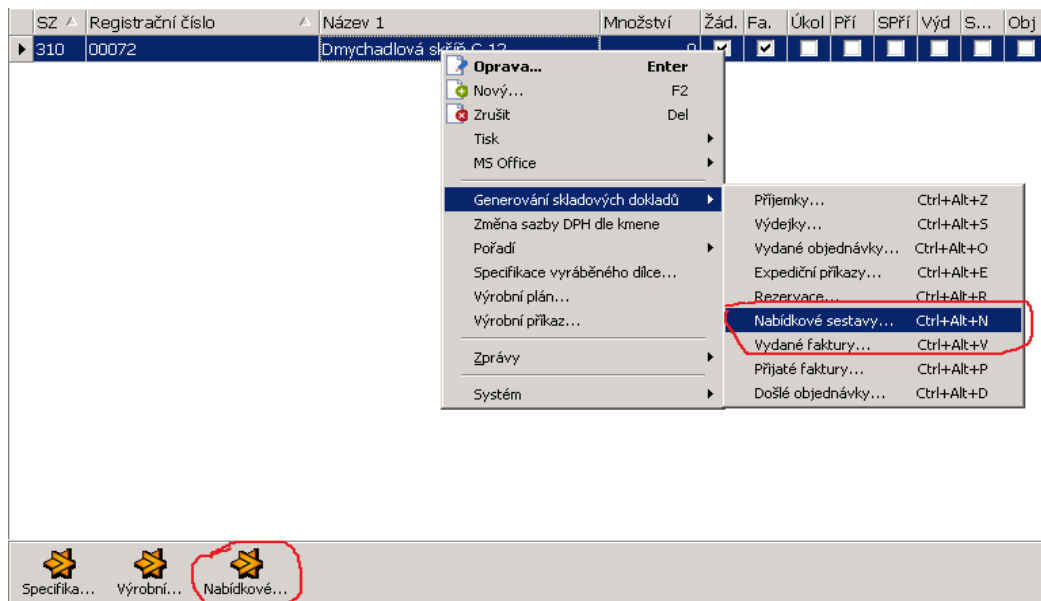 SZ Registrační číslo Název 1 Množství Žád. Fa. Úkol Pří SPří Výd S... Obj
310 00072 Dmychadlová skříň C 12 0
Oprava... Enter
Nový... F2
Zrušit Del
Tisk
MS Office
Generování skladových dokladů
Změna sazby DPH dle kmene
Pořadí
Specifikace vyráběného dílce...
Výrobní plán...
Výrobní příkaz...
Zprávy
Systém
Příjemky... Ctrl+Alt+Z
Výdejky... Ctrl+Alt+S
Vydané objednávky... Ctrl+Alt+O
Expediční příkazy... Ctrl+Alt+E
Rezervace... Ctrl+Alt+R
Nabídkové sestavy... Ctrl+Alt+N
Vydané faktury... Ctrl+Alt+V
Přijaté faktury... Ctrl+Alt+P
Došlé objednávky... Ctrl+Alt+D
Specifika... Výrobní... Nabídkové...